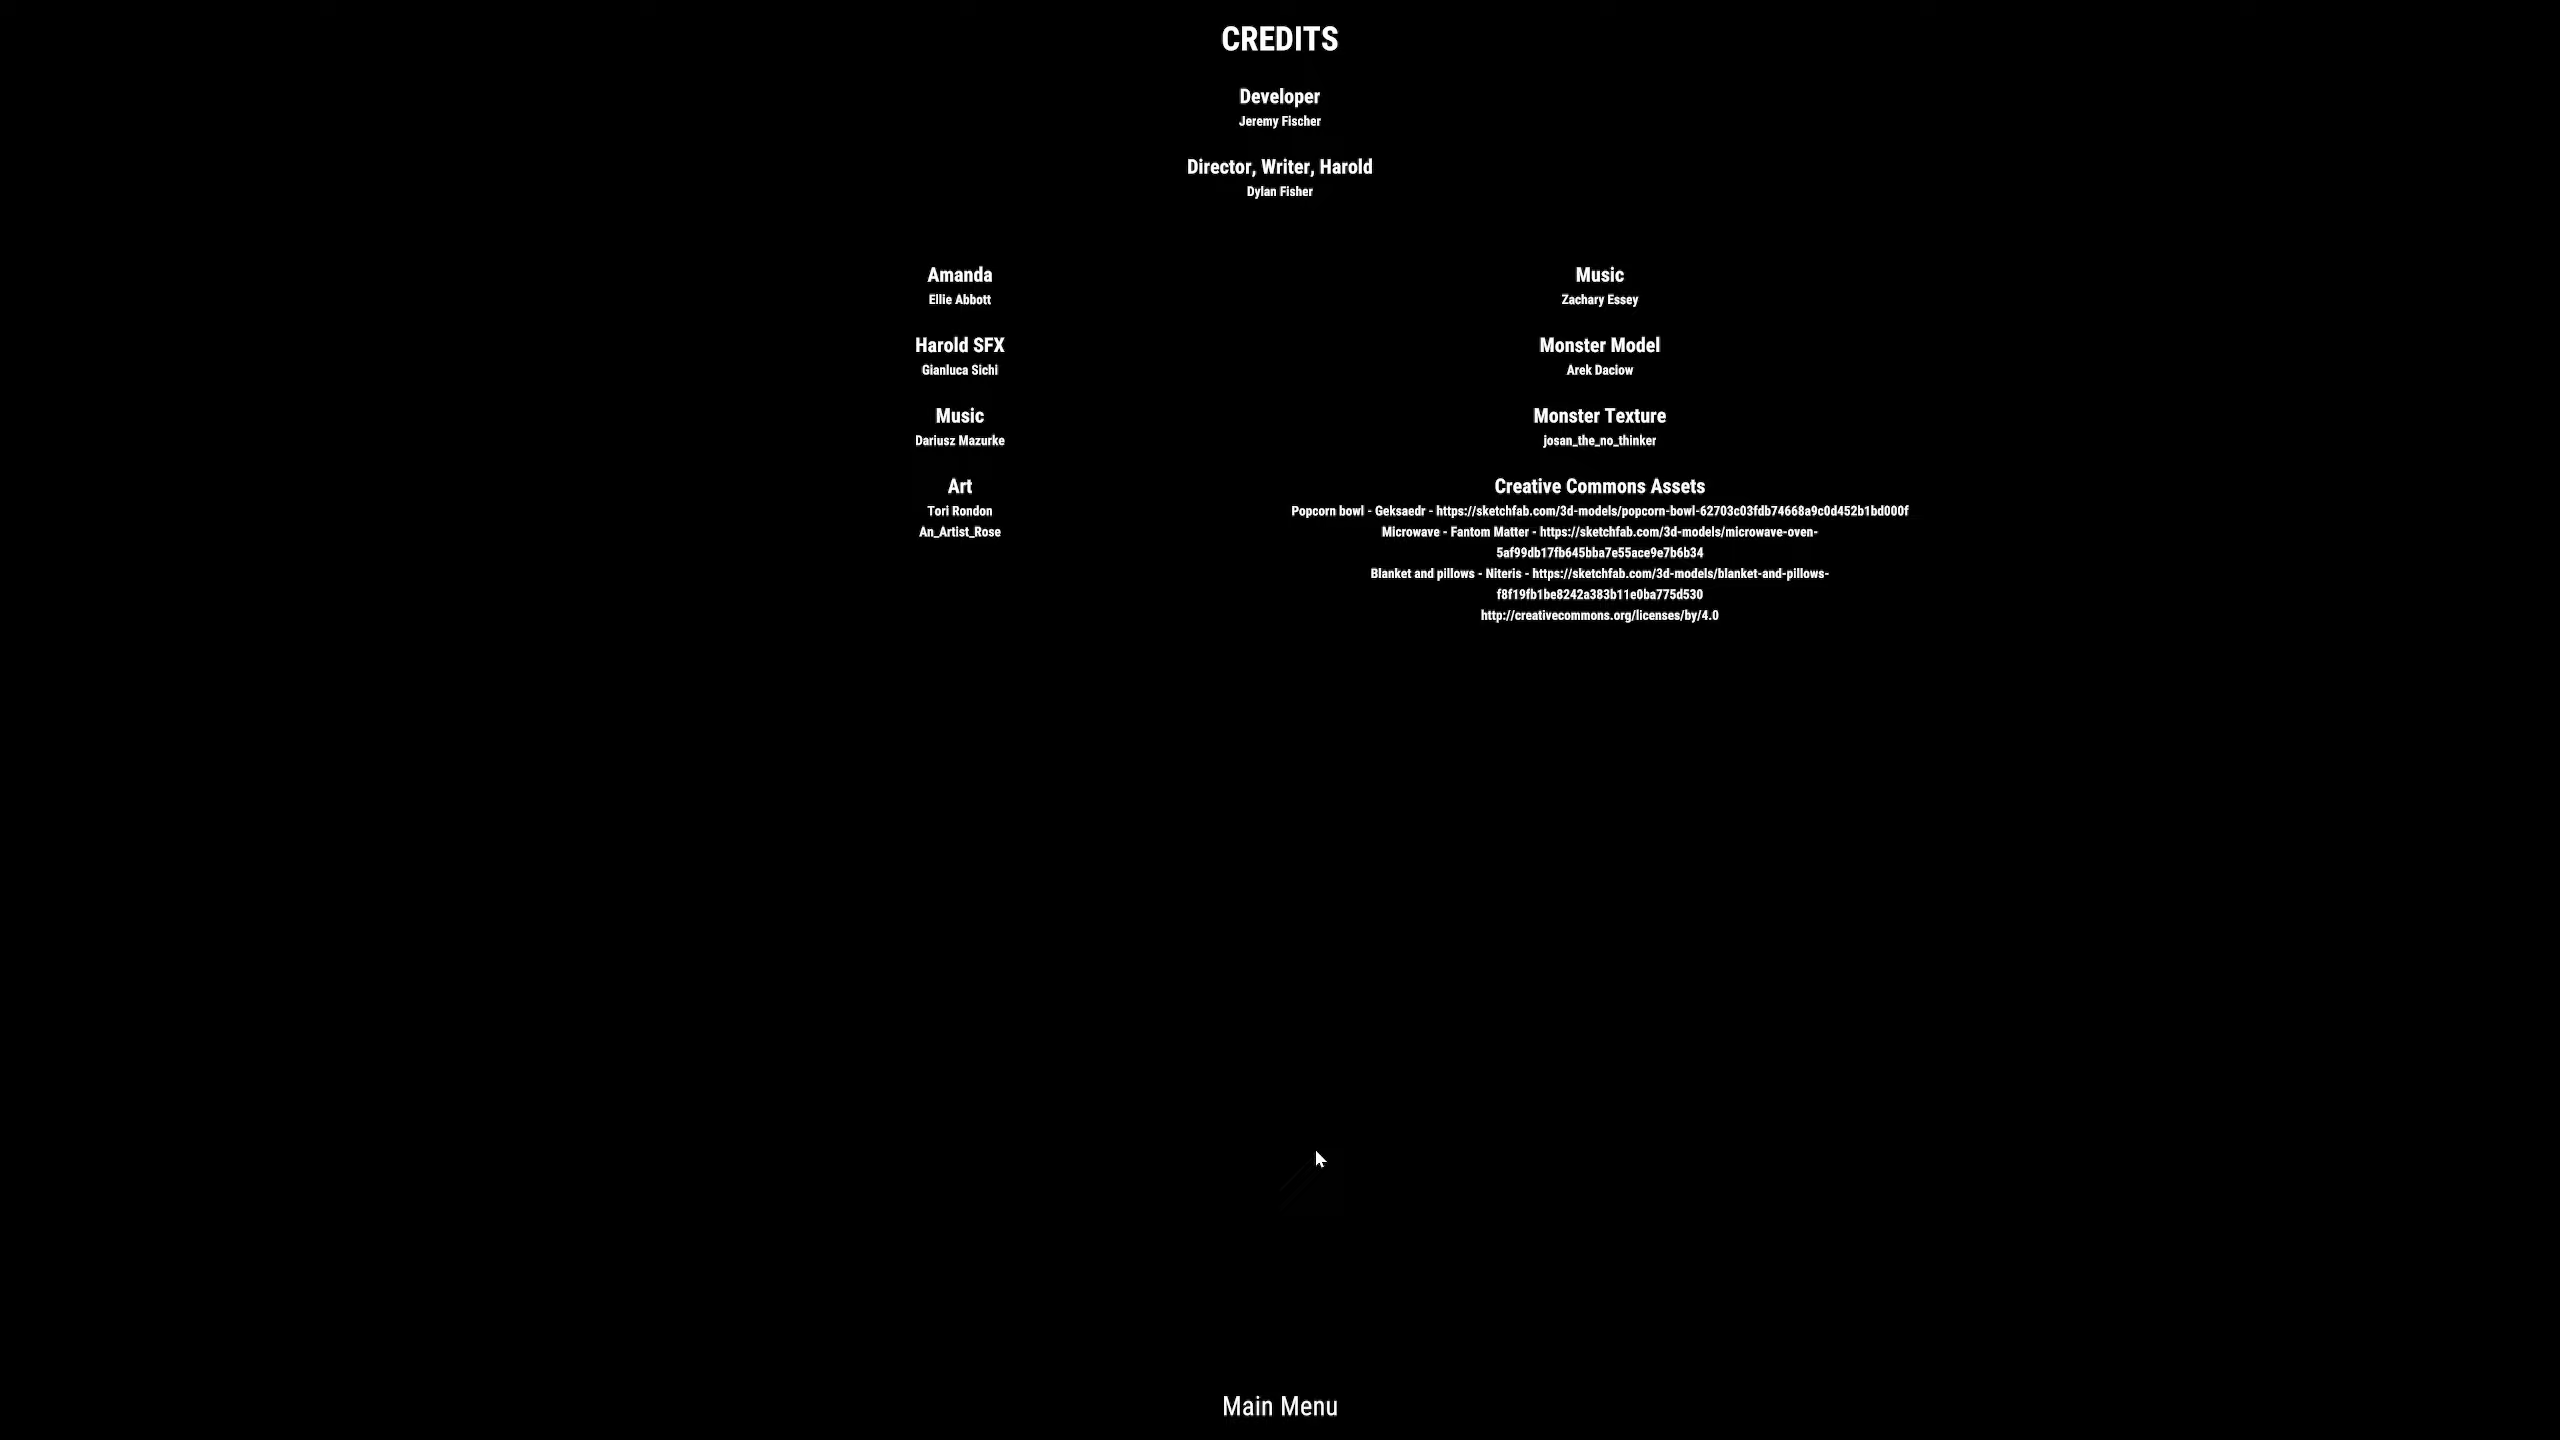 CREDITS
Developer
Jeremy Fischer
Director, Writer, Harold
Dylan Fisher
Amanda
Ellie Abbott
Harold SFX
Gianluca Sichi
Music
Dariusz Mazurke
Art
Tori Rondon
An_Artist_Rose
Music
Zachary Essey
Monster Model
Arek Daciow
Monster Texture
josan_the_no_thinker
Creative Commons Assets
Popcorn bowl - Geksaedr - https://sketchfab.com/3d-models/popcorn-bowl-62703c03fdb74668a9c0d452b1bd000f
Microwave - Fantom Matter - https://sketchfab.com/3d-models/microwave-oven-
5af99db17fb645bba7e55ace9e7b6b34
Blanket and pillows - Niteris - https://sketchfab.com/3d-models/blanket-and-pillows-
f8f19fb1be8242a383b11e0ba775d530
http://creativecommons.org/licenses/by/4.0
Main Menu